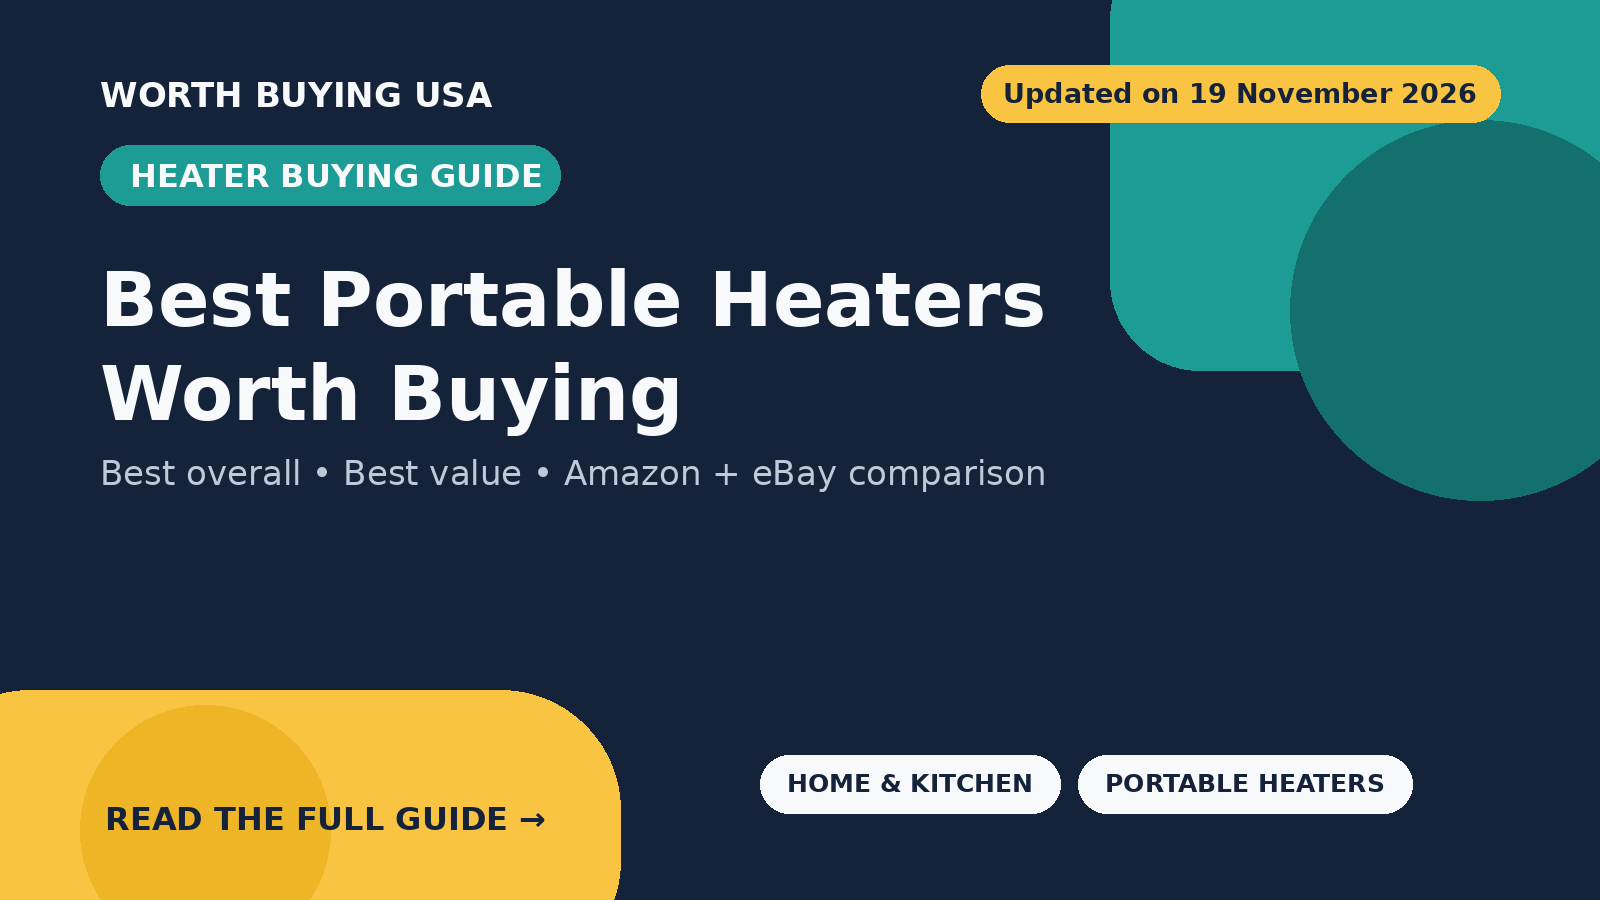 WORTH BUYING USA
Updated on 19 November 2026
HEATER BUYING GUIDE
Best Portable Heaters
Worth Buying
Best overall • Best value • Amazon + eBay comparison
READ THE FULL GUIDE →
HOME & KITCHEN
PORTABLE HEATERS